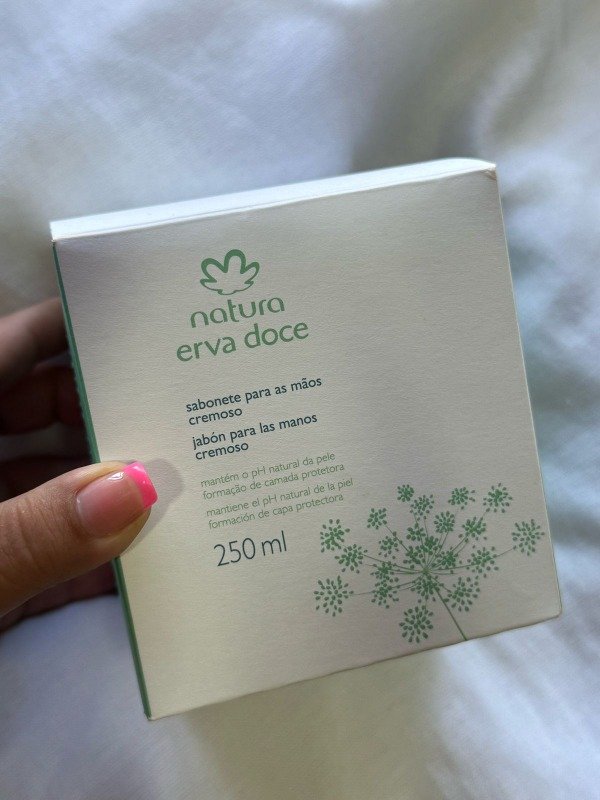 natura
erva doce
sabonete para as mãos
cremoso
jabón para las manos
cremoso
mantém o pH natural da pele
formação de camada protetora
mantiene el pH natural de la piel
formación de capa protectora
250 ml